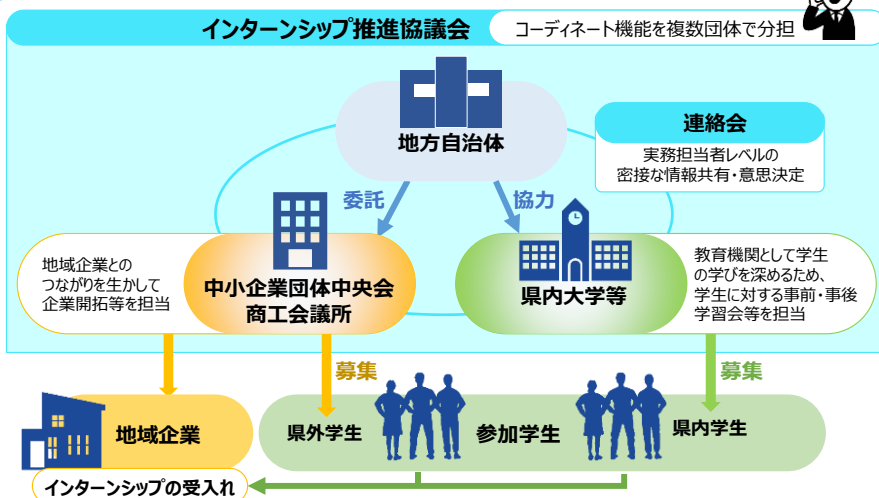 インターンシップ推進協議会
コーディネート機能を複数団体で分担
地方自治体
連絡会
実務担当者レベルの
密接な情報共有・意思決定
委託
協力
地域企業との
つながりを生かして
企業開拓等を担当
中小企業団体中央会
商工会議所
県内大学等
教育機関として学生
の学びを深めるため、
学生に対する事前・事後
学習会等を担当
募集
募集
地域企業
県外学生
参加学生
県内学生
インターンシップの受入れ